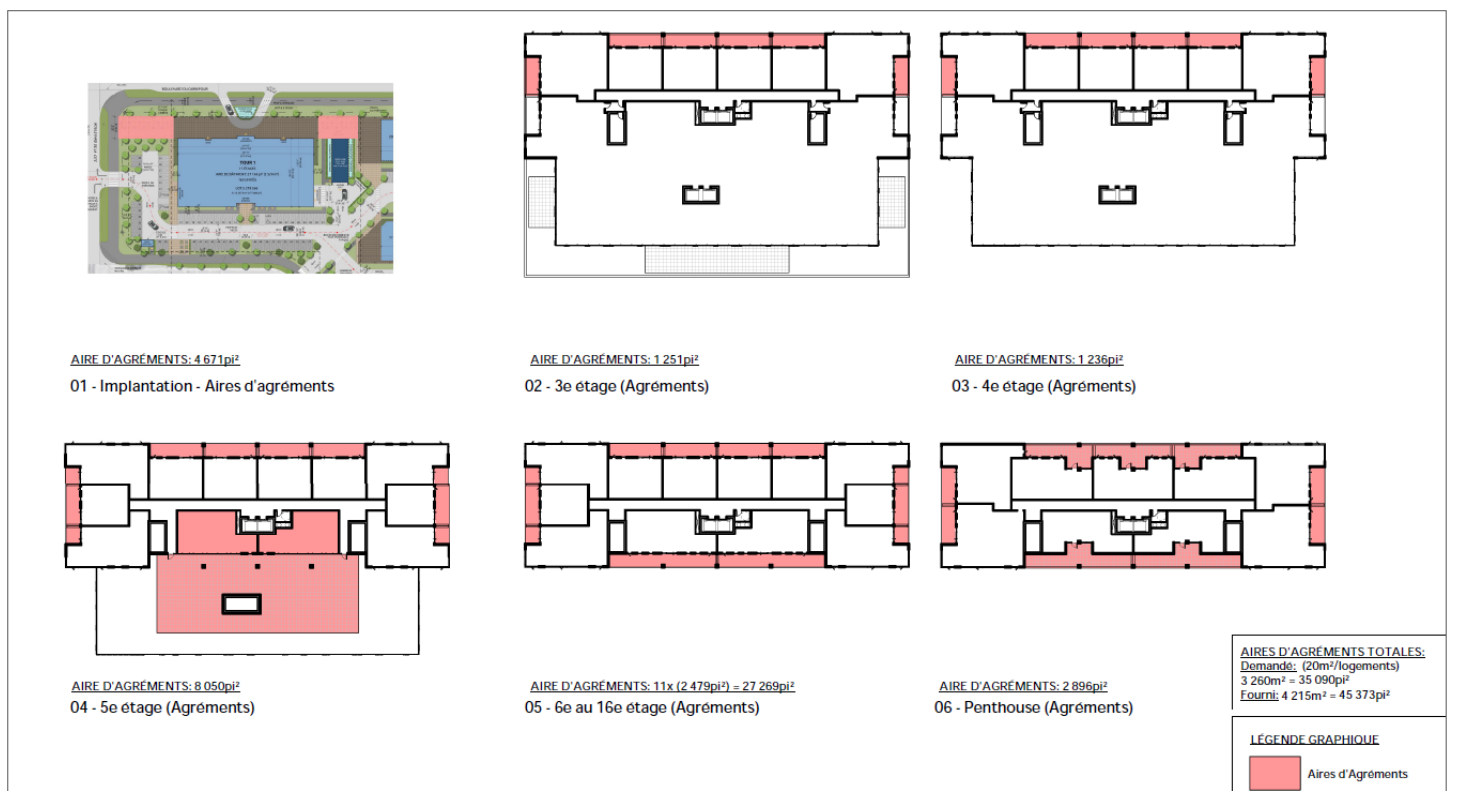 AIRE D'AGRÉMENTS: 4 671pi²
01 - Implantation - Aires d'agréments
AIRE D'AGRÉMENTS: 1 251pi²
02 - 3e étage (Agréments)
AIRE D'AGRÉMENTS: 1 236pi²
03 - 4e étage (Agréments)
AIRE D'AGRÉMENTS: 8 050pi²
04 - 5e étage (Agréments)
AIRE D'AGRÉMENTS: 11x (2 479pi²) = 27 269pi²
05 - 6e au 16e étage (Agréments)
AIRE D'AGRÉMENTS: 2 896pi²
06 - Penthouse (Agréments)
AIRES D'AGRÉMENTS TOTALES:
Demandé: (20m²/logements)
3 260m² = 35 090pi²
Fourni: 4 215m² = 45 373pi²
LÉGENDE GRAPHIQUE
Aires d'Agréments